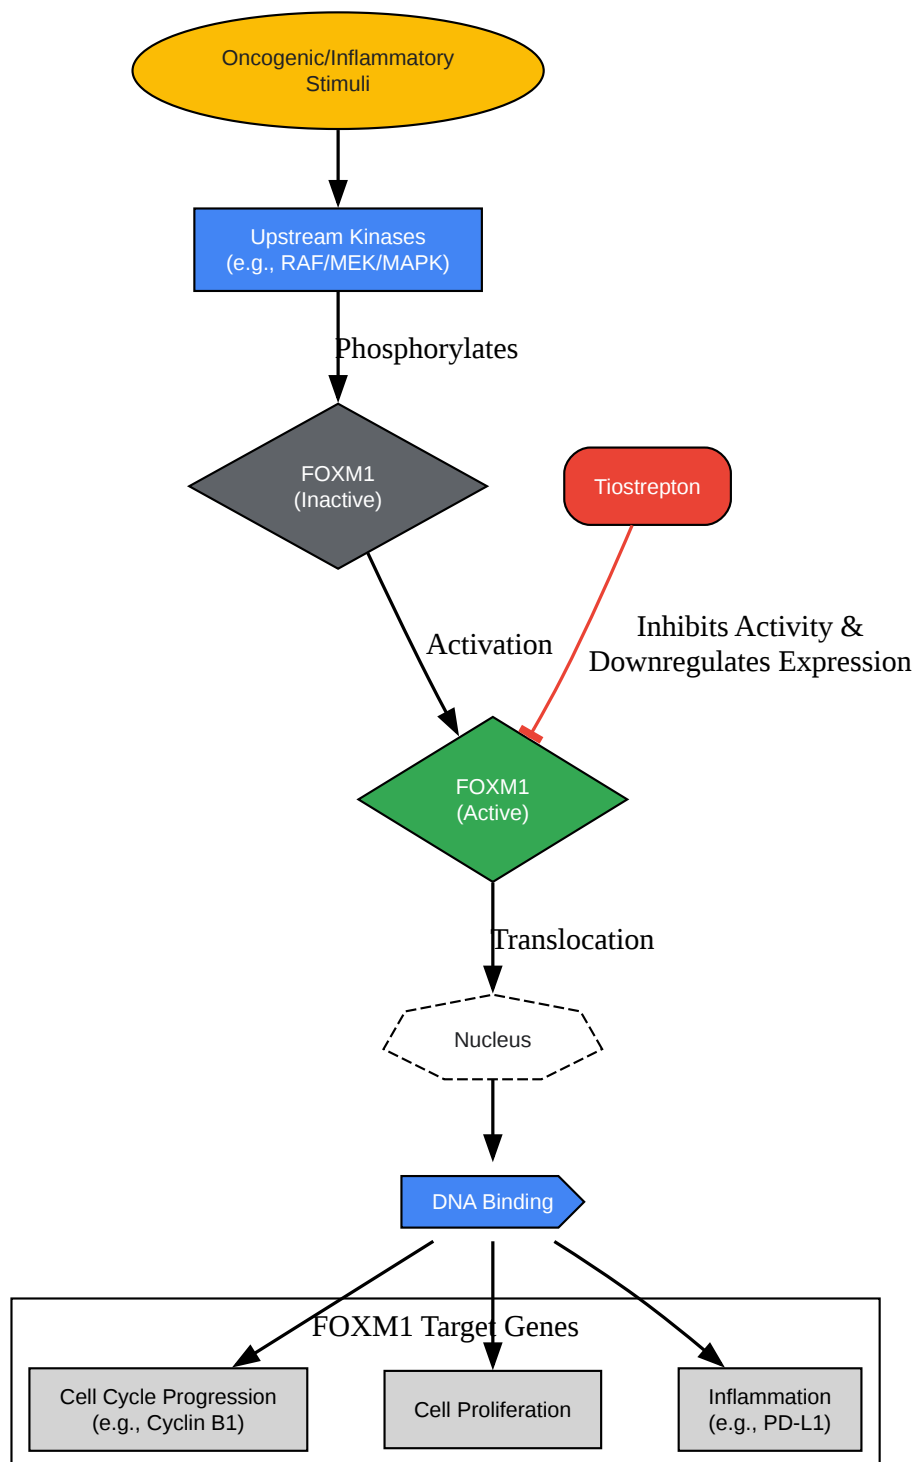 Oncogenic/Inflammatory
Stimuli
Upstream Kinases
(e.g., RAF/MEK/MAPK)
Phosphorylates
FOXM1
(Inactive)
Tiostrepton
Activation
Inhibits Activity &
Downregulates Expression
FOXM1
(Active)
Translocation
Nucleus
DNA Binding
FOXM1 Target Genes
Cell Cycle Progression
(e.g., Cyclin B1)
Cell Proliferation
Inflammation
(e.g., PD-L1)